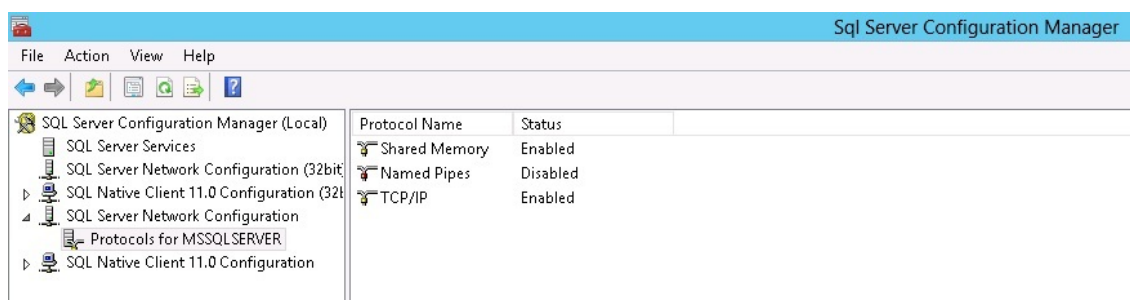 Sql Server Configuration Manager
File Action View Help
SQL Server Configuration Manager (Local)
SQL Server Services
SQL Server Network Configuration (32bit
SQL Native Client 11.0 Configuration (32b
SQL Server Network Configuration
Protocols for MSSQLSERVER
SQL Native Client 11.0 Configuration
Protocol Name Status
Shared Memory Enabled
Named Pipes Disabled
TCP/IP Enabled